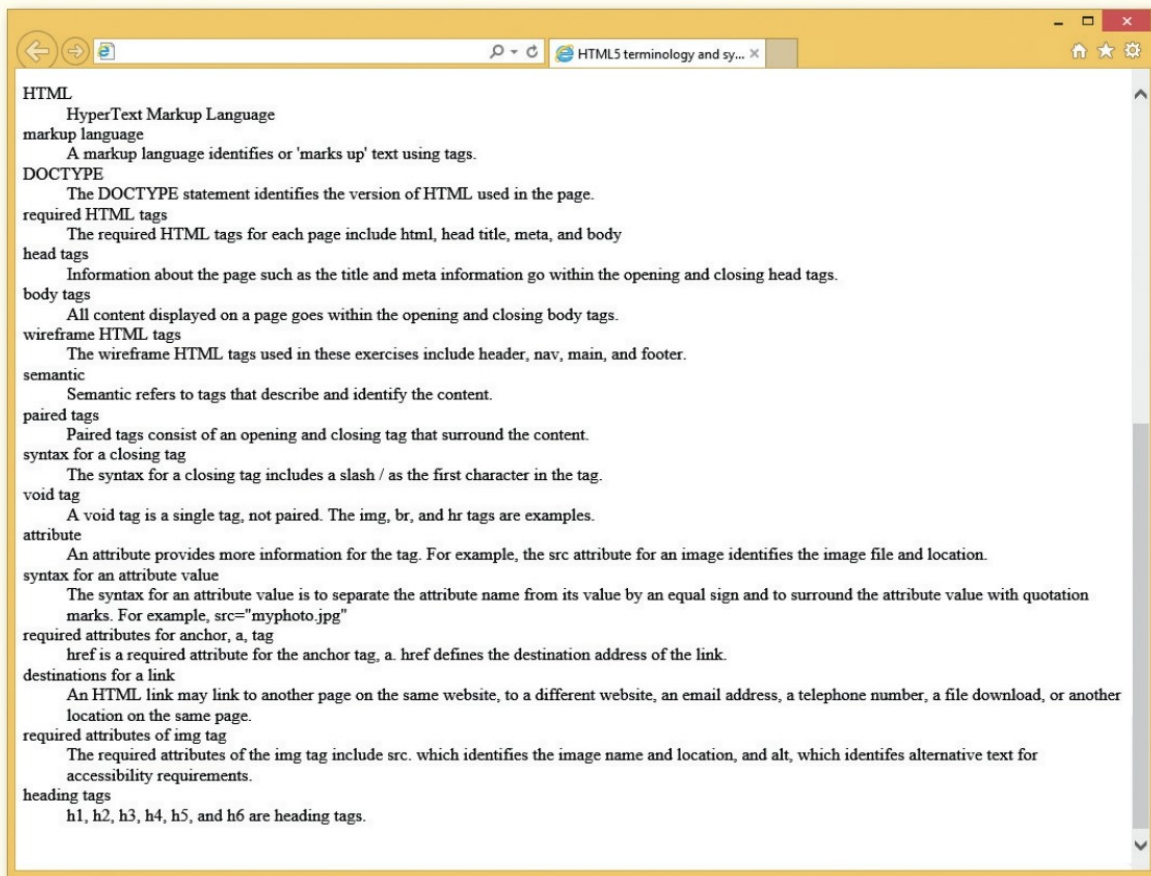 HTML5 terminology and sy...
HTML
HyperText Markup Language
markup language
A markup language identifies or 'marks up' text using tags.
DOCTYPE
The DOCTYPE statement identifies the version of HTML used in the page.
required HTML tags
The required HTML tags for each page include html, head title, meta, and body
head tags
Information about the page such as the title and meta information go within the opening and closing head tags.
body tags
All content displayed on a page goes within the opening and closing body tags.
wireframe HTML tags
The wireframe HTML tags used in these exercises include header, nav, main, and footer.
semantic
Semantic refers to tags that describe and identify the content.
paired tags
Paired tags consist of an opening and closing tag that surround the content.
syntax for a closing tag
The syntax for a closing tag includes a slash / as the first character in the tag.
void tag
A void tag is a single tag, not paired. The img, br, and hr tags are examples.
attribute
An attribute provides more information for the tag. For example, the src attribute for an image identifies the image file and location.
syntax for an attribute value
The syntax for an attribute value is to separate the attribute name from its value by an equal sign and to surround the attribute value with quotation
marks. For example, src="myphoto.jpg"
required attributes for anchor, a, tag
href is a required attribute for the anchor tag, a. href defines the destination address of the link.
destinations for a link
An HTML link may link to another page on the same website, to a different website, an email address, a telephone number, a file download, or another
location on the same page.
required attributes of img tag
The required attributes of the img tag include src. which identifies the image name and location, and alt, which identifes alternative text for
accessibility requirements.
heading tags
h1, h2, h3, h4, h5, and h6 are heading tags.